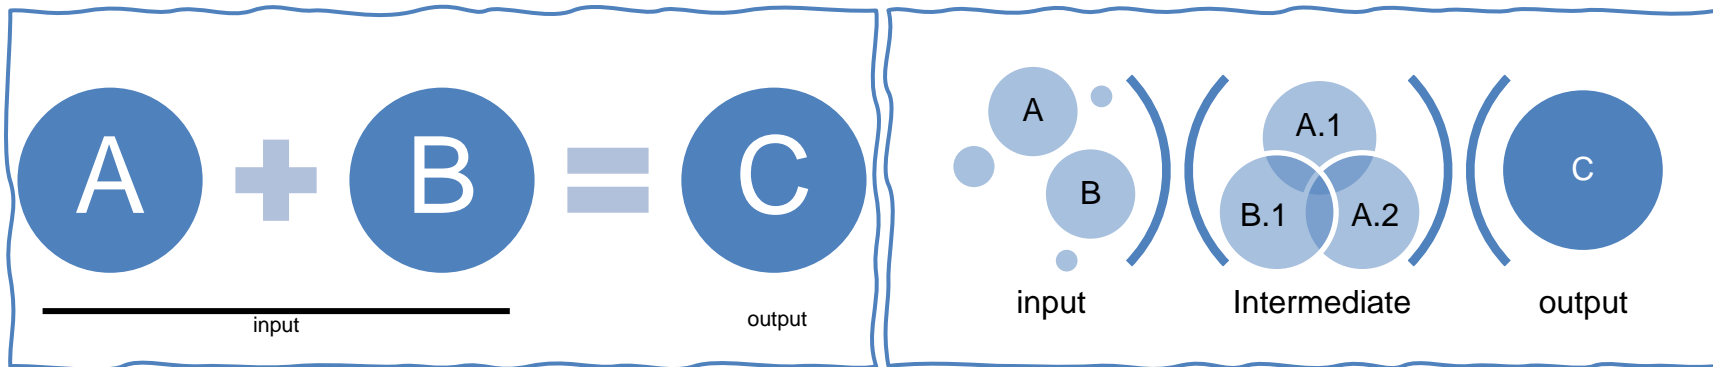 A + B = C
input
output
A
B
input
A.1
B.1 A.2
Intermediate
C
output